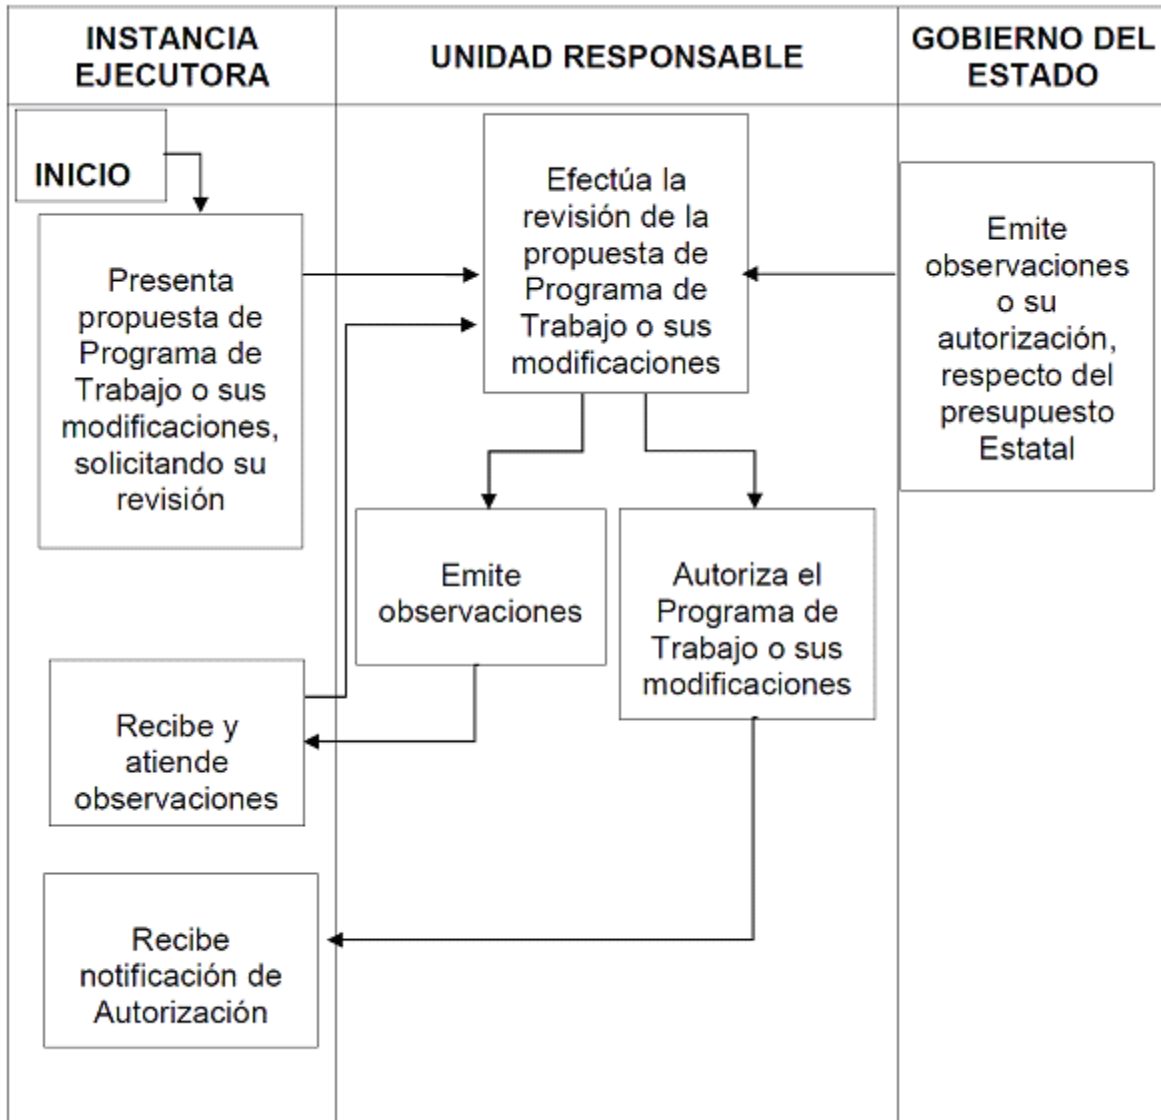 INSTANCIA
EJECUTORA
UNIDAD RESPONSABLE
GOBIERNO DEL
ESTADO
INICIO
Presenta
propuesta de
Programa de
Trabajo o sus
modificaciones,
solicitando su
revisión
Efectúa la
revisión de la
propuesta de
Programa de
Trabajo o sus
modificaciones
Emite
observaciones
o su
autorización,
respecto del
presupuesto
Estatal
Emite
observaciones
Autoriza el
Programa de
Trabajo o sus
modificaciones
Recibe y
atiende
observaciones
Recibe
notificación de
Autorización